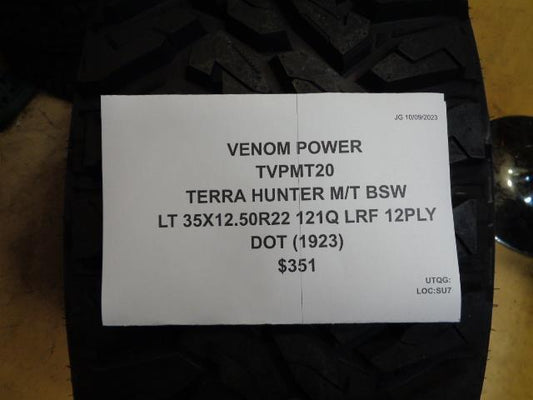 JG 10/09/2023
VENOM POWER
TVPMT20
TERRA HUNTER M/T BSW
LT 35X12.50R22 121Q LRF 12PLY
DOT (1923)
$351
UTQG:
LOC:SU7